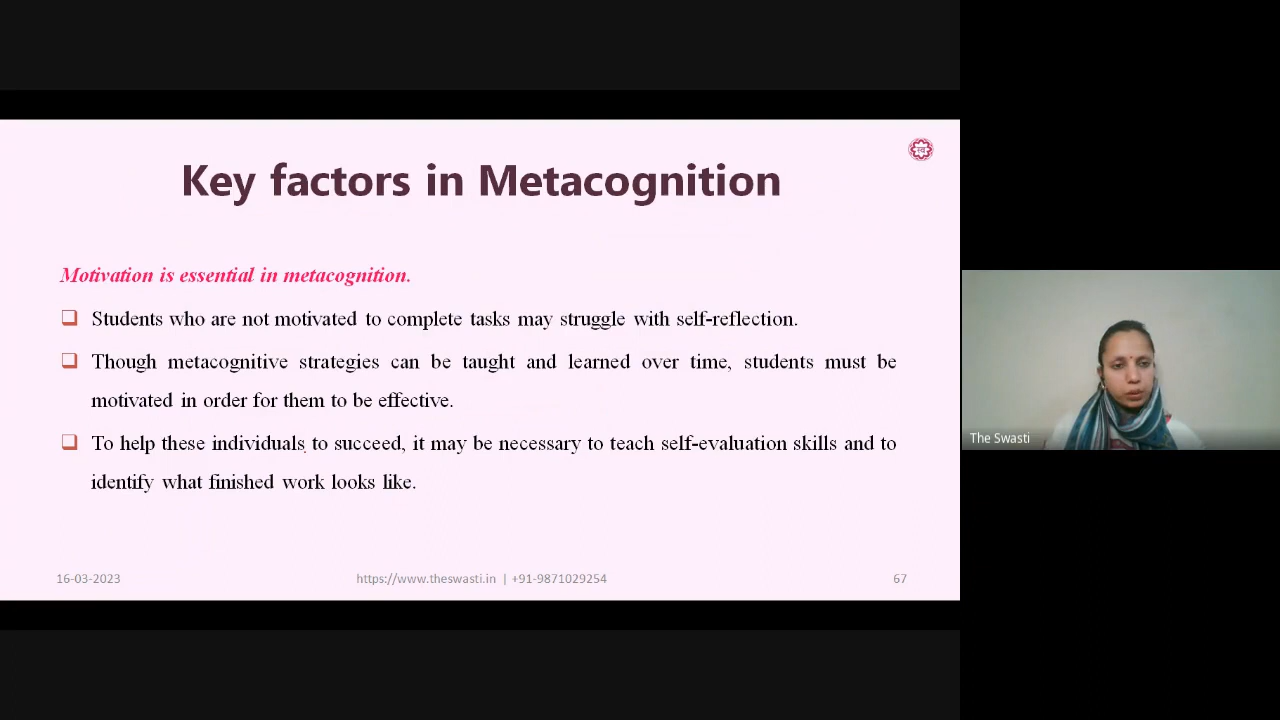 Key factors in Metacognition
Motivation is essential in metacognition.
Students who are not motivated to complete tasks may struggle with self-reflection.
Though metacognitive strategies can be taught and learned over time, students must be
motivated in order for them to be effective.
To help these individuals to succeed, it may be necessary to teach self-evaluation skills and to
identify what finished work looks like.
The Swasti
16-03-2023 https://www.theswasti.in | +91-9871029254 67